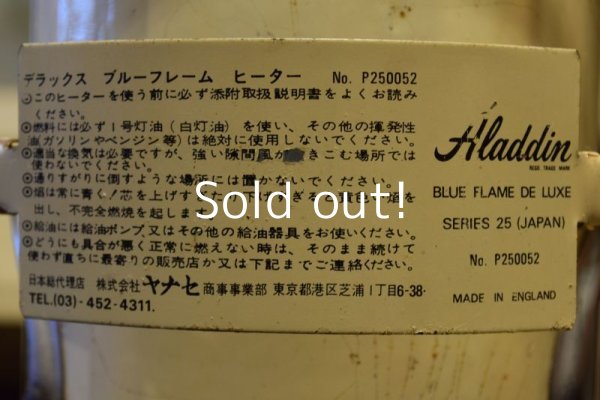 デラックス ブルーフレーム ヒーター No. P250052
○このヒーターを使う前に必ず添附取扱説明書をよくお読み
ください。
●燃料には必ず1号灯油(白灯油)を使い、その他の揮発性
油(ガソリンやベンジン等)は絶対に使用しないでください。
●適当な換気は必要ですが、強い隙間風が きこむ場所では
使わないでください。
●通りすがりに倒すような場所には置かないでください。
●焔は常に青く!芯を上げす
出し、不完全燃焼を起します。
●給油には給油ポンプ又はその他の給油器具をお使いください。
●どうにも具合が悪く正常に燃えない時は、そのまま続けて
使わず直ちに最寄りの販売店か又は下記までご連絡ください。
日本総代理店 株式会社 ヤナセ 商事事業部 東京都港区芝浦1丁目6-38
TEL.(03)-452-4311.
Aladdin
REGD. TRADE MARK
BLUE FLAME DE LUXE
SERIES 25 (JAPAN)
No. P250052
MADE IN ENGLAND
Sold out!